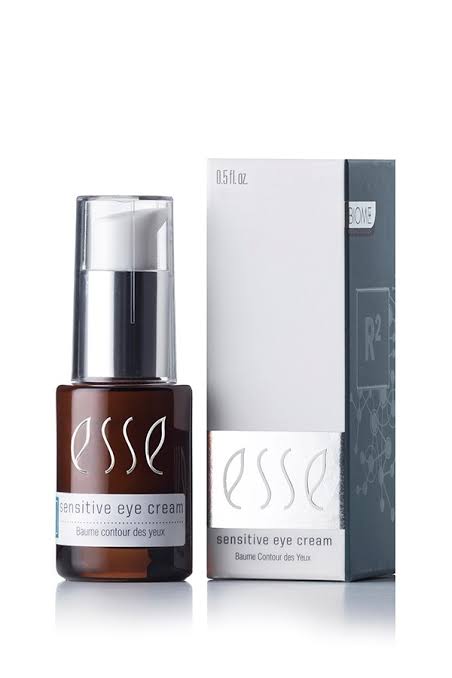 esse
sensitive eye cream
Baume contour des yeux
0.5 fl. oz.
esse
sensitive eye cream
Baume Contour des Yeux
BIOME
R²